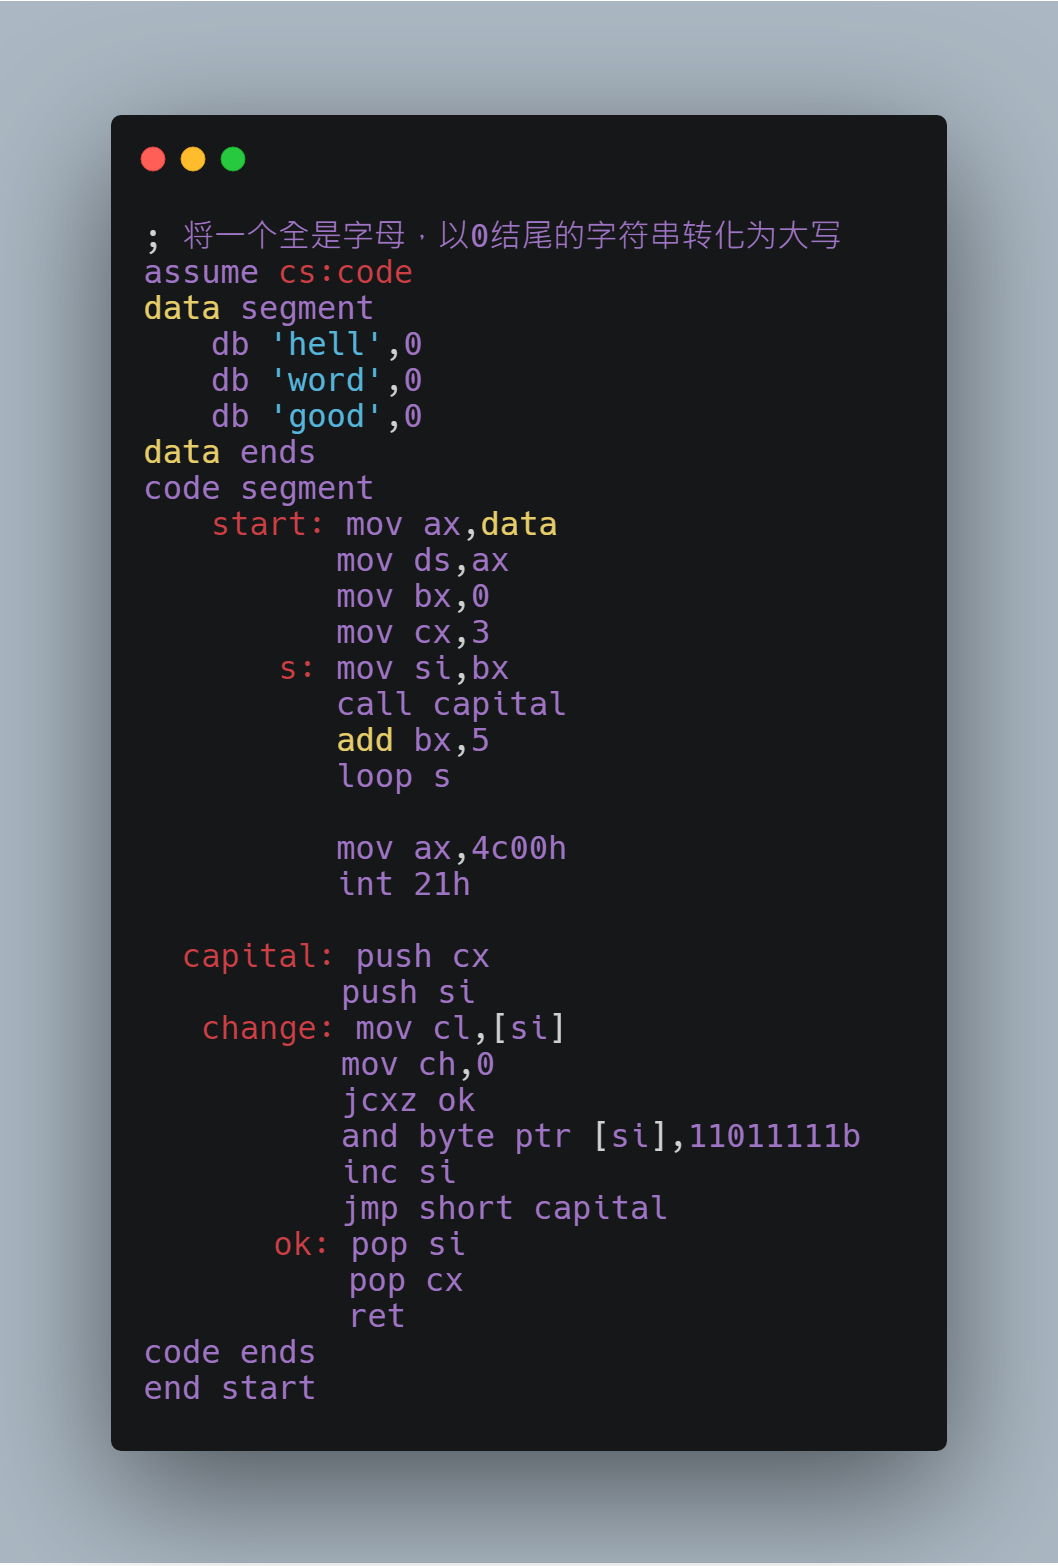 ; 将一个全是字母，以0结尾的字符串转化为大写
assume cs:code
data segment
db 'hell',0
db 'word',0
db 'good',0
data ends
code segment
start: mov ax,data
mov ds,ax
mov bx,0
mov cx,3
s: mov si,bx
call capital
add bx,5
loop s
mov ax,4c00h
int 21h
capital: push cx
push si
change: mov cl,[si]
mov ch,0
jcxz ok
and byte ptr [si],11011111b
inc si
jmp short capital
ok: pop si
pop cx
ret
code ends
end start